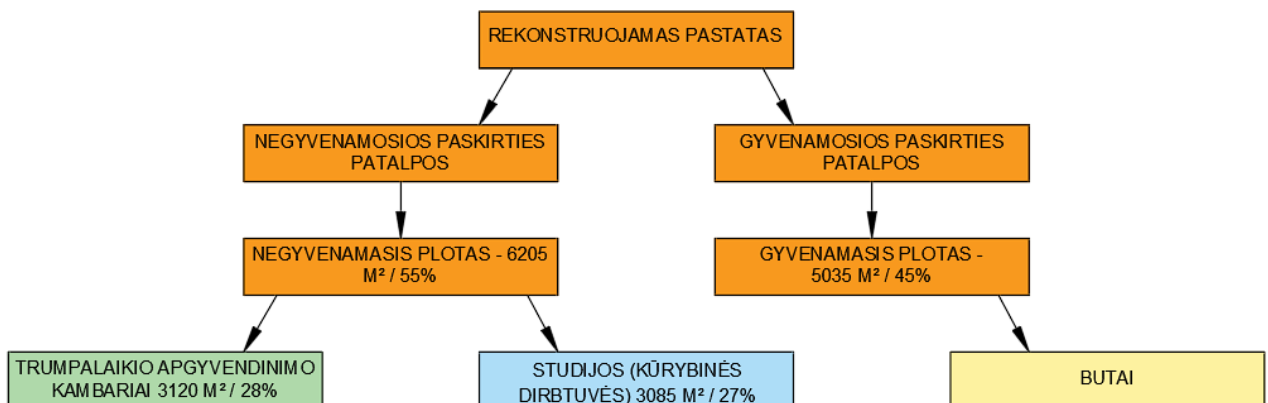 REKONSTRUOJAMAS PASTATAS
NEGYVENAMOSIOS PASKIRTIES
PATALPOS
GYVENAMOSIOS PASKIRTIES
PATALPOS
NEGYVENAMASIS PLOTAS - 6205
M² / 55%
GYVENAMASIS PLOTAS -
5035 M² / 45%
TRUMPALAIKIO APGYVENDINIMO
KAMBARIAI 3120 M² / 28%
STUDIJOS (KŪRYBINĖS
DIRBTUVĖS) 3085 M² / 27%
BUTAI